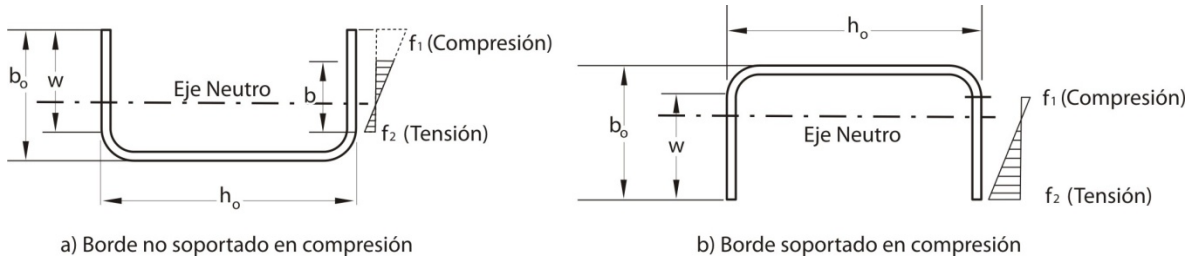 b₀
w
Eje Neutro
b
f₁ (Compresión)
f₂ (Tensión)
h₀
a) Borde no soportado en compresión
h₀
b₀
w
Eje Neutro
f₁ (Compresión)
f₂ (Tensión)
b) Borde soportado en compresión